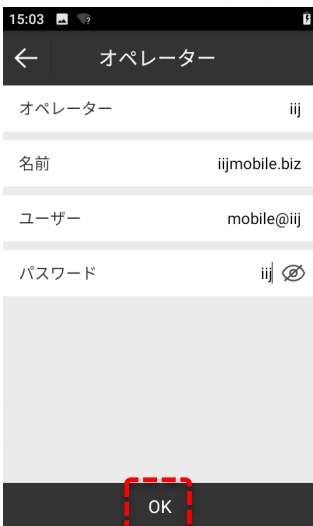 15:03
オペレーター
オペレーター iij
名前 iijmobile.biz
ユーザー mobile@iij
パスワード iij
OK